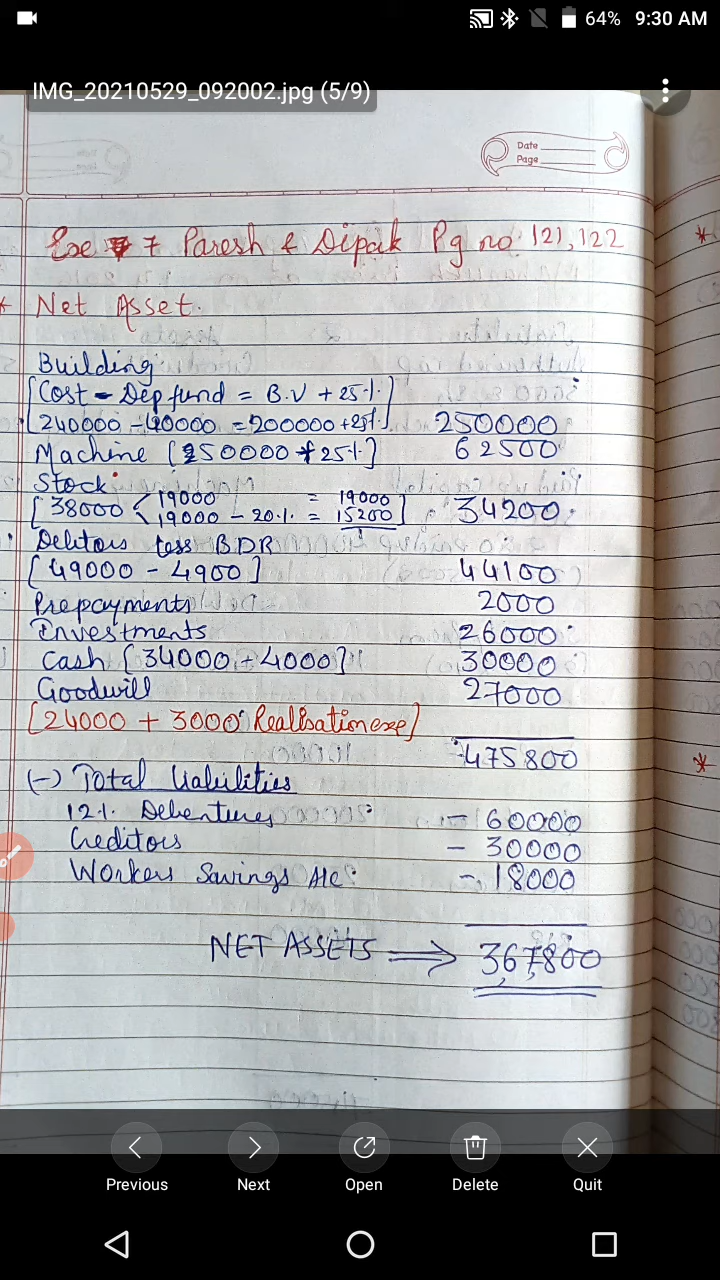 64% 9:30 AM
IMG_20210529_092002.jpg (5/9)
Date
Page
Exe 7 Paresh & Dipak Pg no 121, 122
* Net Asset.
Building
[Cost - Dep fund = B.V + 25%.]
[240000 - 40000 = 200000 + 25%.] 250000
Machine [50000 + 25%] 62500
Stock
[38000 < 19000 = 19000
19000 - 20% = 15200] 34200
Debtors less BDR
[49000 - 4900] 44100
Prepayments 2000
Investments 26000
Cash [34000 - 4000] 30000
Goodwill 27000
[24000 + 3000 Realisation exp]
475800
(-) Total Liabilities
12% Debentures - 60000
Creditors - 30000
Workers Savings A/c - 18000
NET ASSETS ⟹ 367800
Previous Next Open Delete Quit